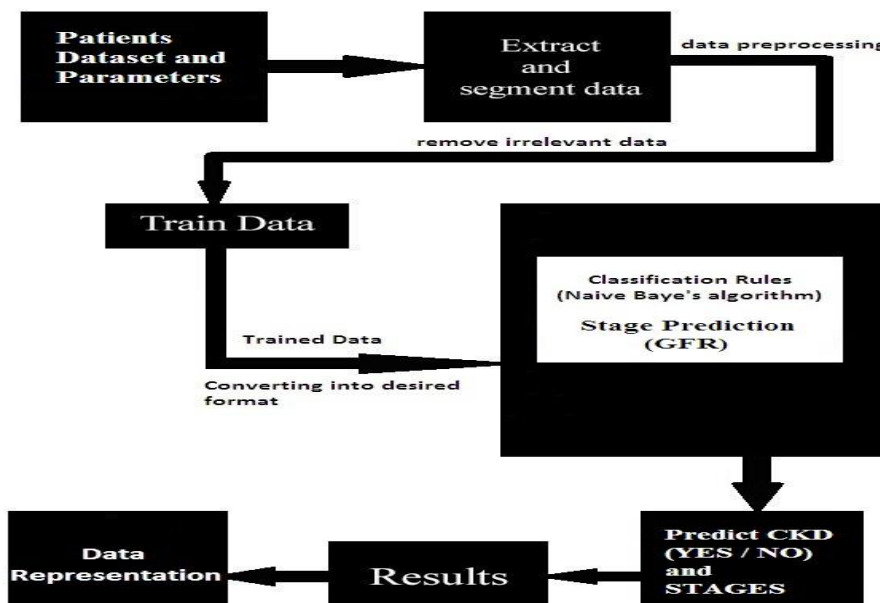 Patients
Dataset and
Parameters
Extract
and
segment data
data preprocessing
remove irrelevant data
Train Data
Classification Rules
(Naive Baye's algorithm)
Stage Prediction
(GFR)
Trained Data
Converting into desired
format
Predict CKD
(YES / NO)
and
STAGES
Results
Data
Representation